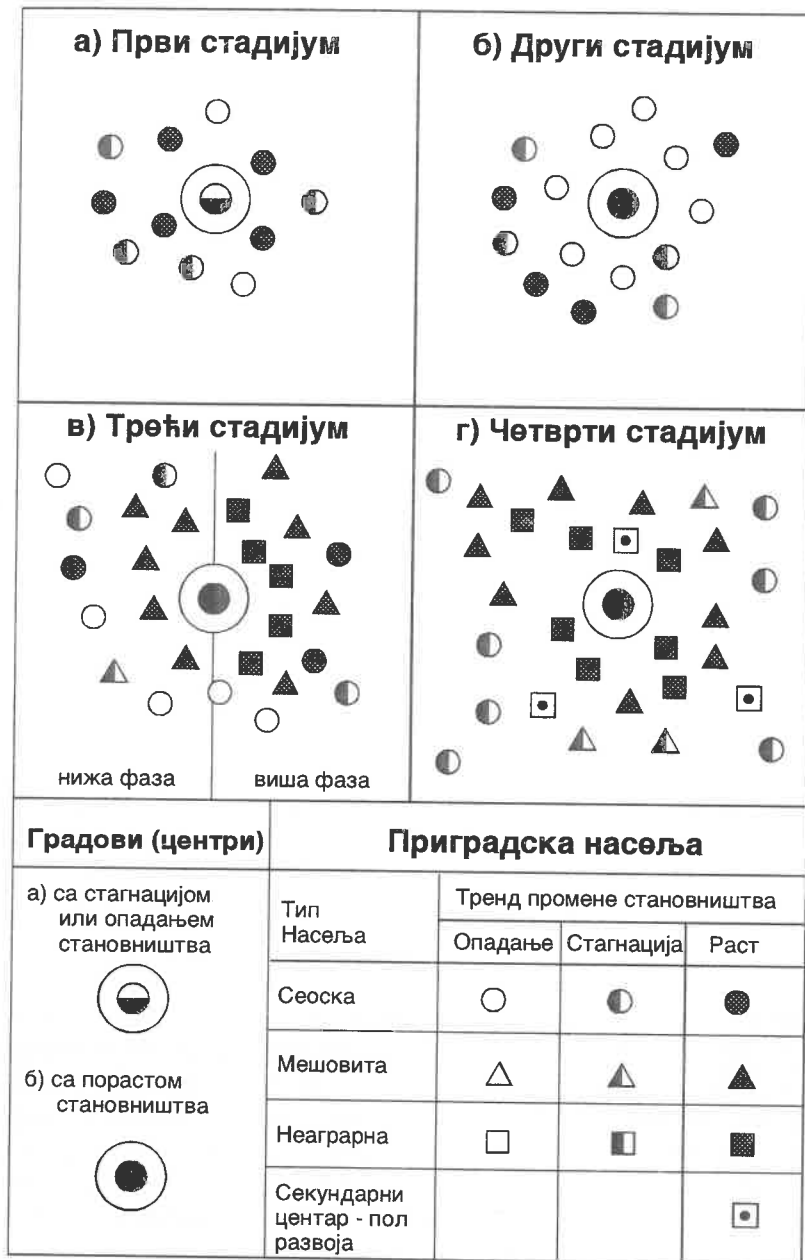 а) Први стадијум
б) Други стадијум
в) Трећи стадијум
г) Четврти стадијум
нижа фаза
виша фаза
Градови (центри)
Приградска насеља
а) са стагнацијом
или опадањем
становништва
б) са порастом
становништва
Тип
Насеља
Тренд промене становништва
Опадање
Стагнација
Раст
Сеоска
Мешовита
Неаграрна
Секундарни
центар - пол
развоја